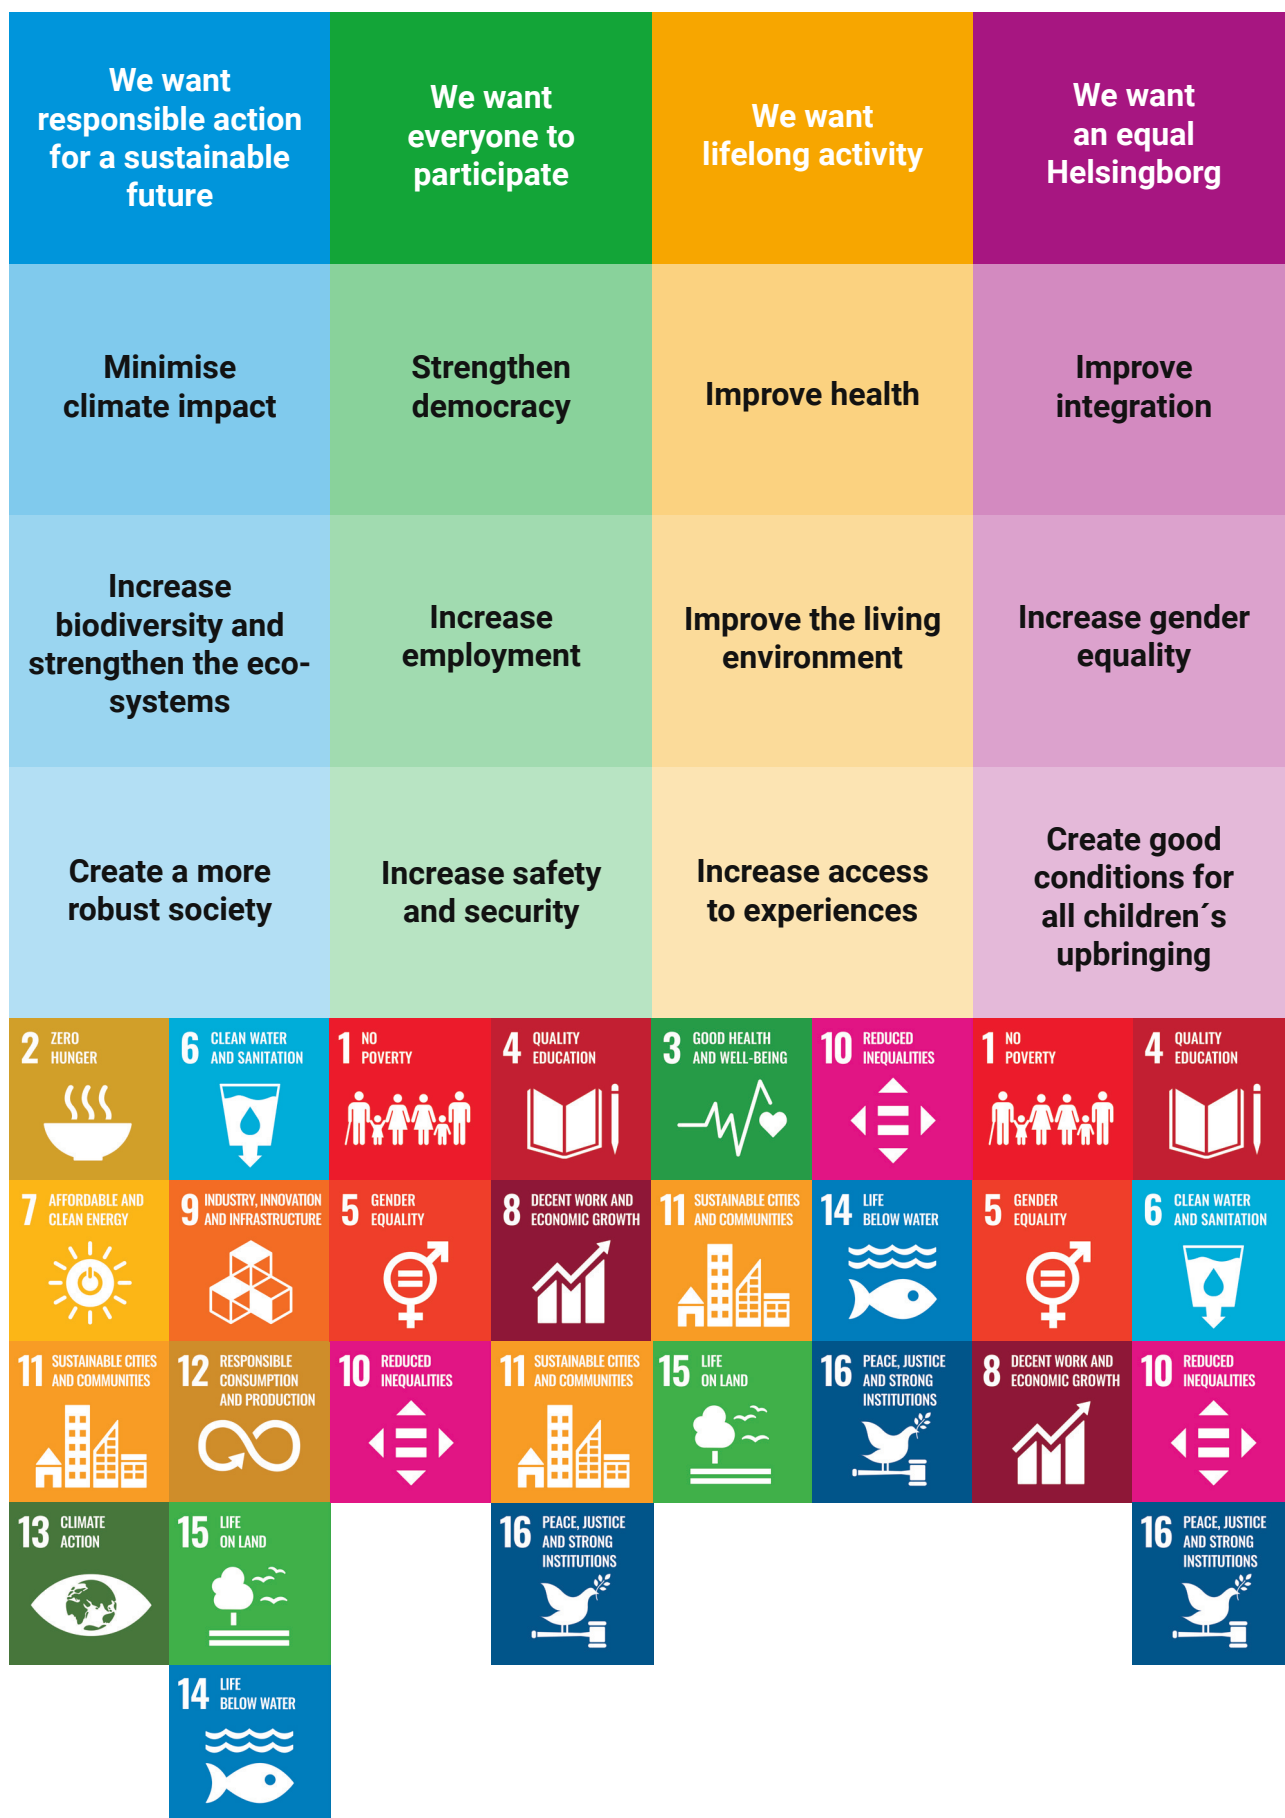 We want
responsible action
for a sustainable
future
We want
everyone to
participate
We want
lifelong activity
We want
an equal
Helsingborg
Minimise
climate impact
Strengthen
democracy
Improve health
Improve
integration
Increase
biodiversity and
strengthen the eco-
systems
Increase
employment
Improve the living
environment
Increase gender
equality
Create a more
robust society
Increase safety
and security
Increase access
to experiences
Create good
conditions for
all children´s
upbringing
2 ZERO
HUNGER
6 CLEAN WATER
AND SANITATION
1 NO
POVERTY
4 QUALITY
EDUCATION
3 GOOD HEALTH
AND WELL-BEING
10 REDUCED
INEQUALITIES
1 NO
POVERTY
4 QUALITY
EDUCATION
7 AFFORDABLE AND
CLEAN ENERGY
9 INDUSTRY, INNOVATION
AND INFRASTRUCTURE
5 GENDER
EQUALITY
8 DECENT WORK AND
ECONOMIC GROWTH
11 SUSTAINABLE CITIES
AND COMMUNITIES
14 LIFE
BELOW WATER
5 GENDER
EQUALITY
6 CLEAN WATER
AND SANITATION
11 SUSTAINABLE CITIES
AND COMMUNITIES
12 RESPONSIBLE
CONSUMPTION
AND PRODUCTION
10 REDUCED
INEQUALITIES
11 SUSTAINABLE CITIES
AND COMMUNITIES
15 LIFE
ON LAND
16 PEACE, JUSTICE
AND STRONG
INSTITUTIONS
8 DECENT WORK AND
ECONOMIC GROWTH
10 REDUCED
INEQUALITIES
13 CLIMATE
ACTION
15 LIFE
ON LAND
16 PEACE, JUSTICE
AND STRONG
INSTITUTIONS
16 PEACE, JUSTICE
AND STRONG
INSTITUTIONS
14 LIFE
BELOW WATER